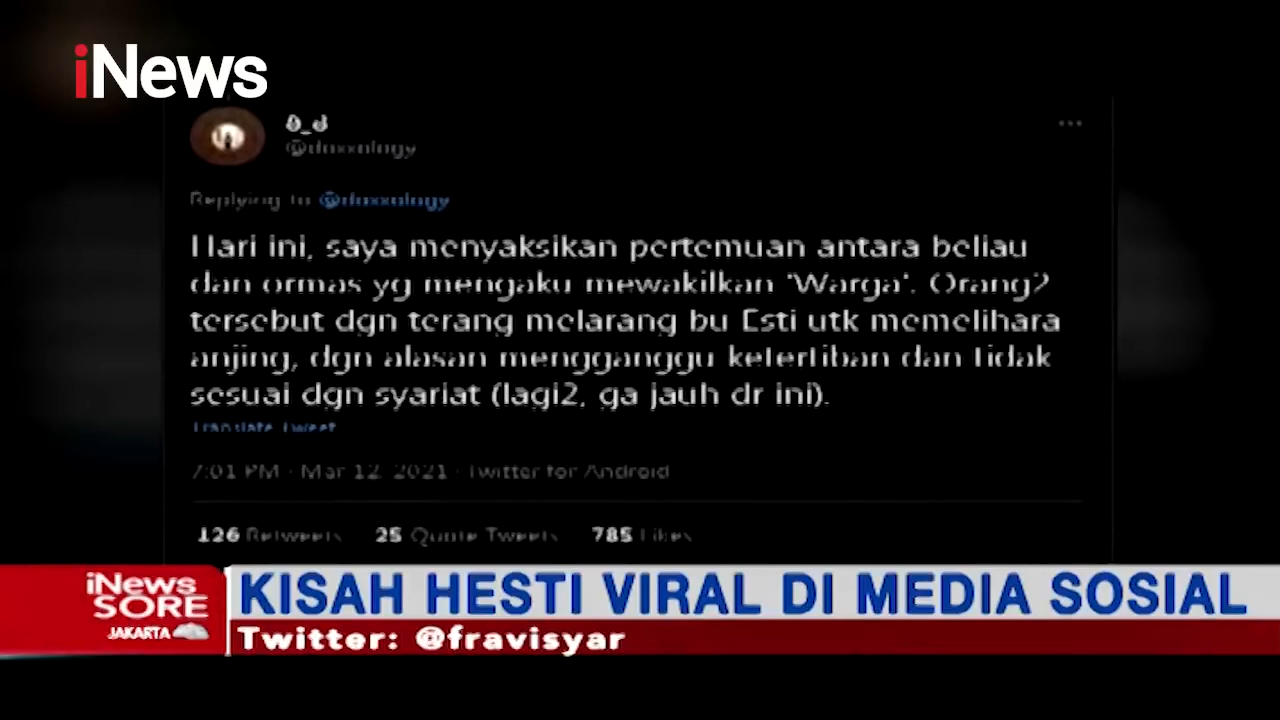 iNews
@doxxology
Replying to @doxxology
Hari ini, saya menyaksikan pertemuan antara beliau
dan ormas yg mengaku mewakilkan 'Warga'. Orang2
tersebut dgn terang melarang bu Esti utk memelihara
anjing, dgn alasan mengganggu ketertiban dan tidak
sesuai dgn syariat (lagi2, ga jauh dr ini).
Translate Tweet
7:01 PM · Mar 12, 2021 · Twitter for Android
126 Retweets 25 Quote Tweets 785 Likes
iNews
SORE
JAKARTA
KISAH HESTI VIRAL DI MEDIA SOSIAL
Twitter: @fravisyar